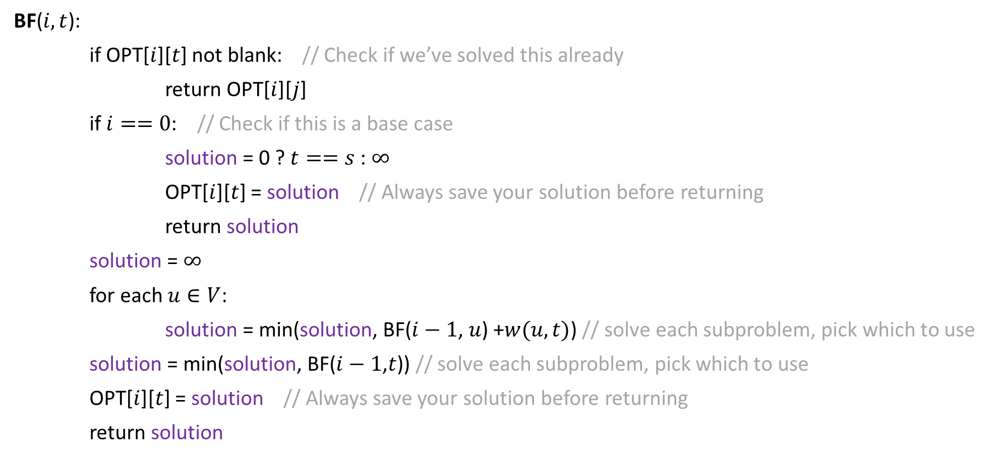 BF(i, t):
if OPT[i][t] not blank: // Check if we’ve solved this already
return OPT[i][j]
if i == 0: // Check if this is a base case
solution = 0 ? t == s : ∞
OPT[i][t] = solution // Always save your solution before returning
return solution
solution = ∞
for each u ∈ V:
solution = min(solution, BF(i − 1, u) +w(u, t)) // solve each subproblem, pick which to use
solution = min(solution, BF(i − 1,t)) // solve each subproblem, pick which to use
OPT[i][t] = solution // Always save your solution before returning
return solution